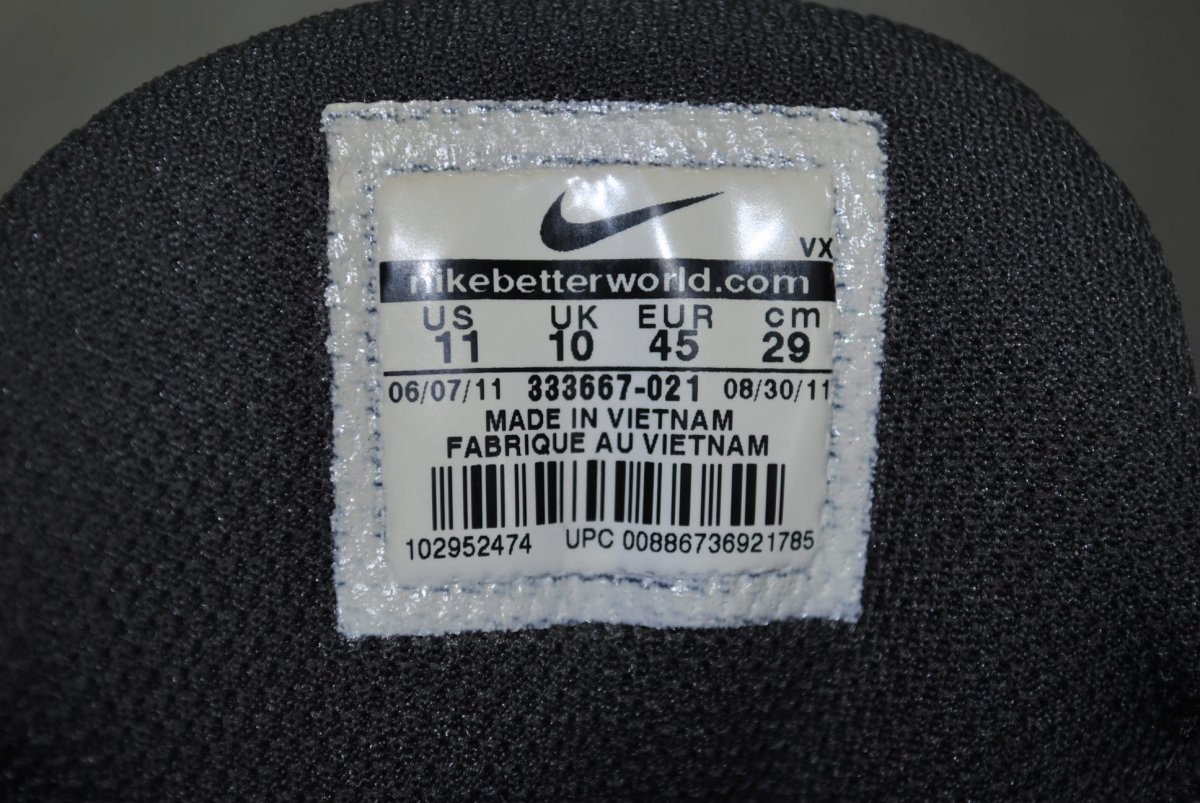 VX
nikebetterworld.com
US UK EUR cm
11 10 45 29
06/07/11 333667-021 08/30/11
MADE IN VIETNAM
FABRIQUE AU VIETNAM
102952474 UPC 00886736921785